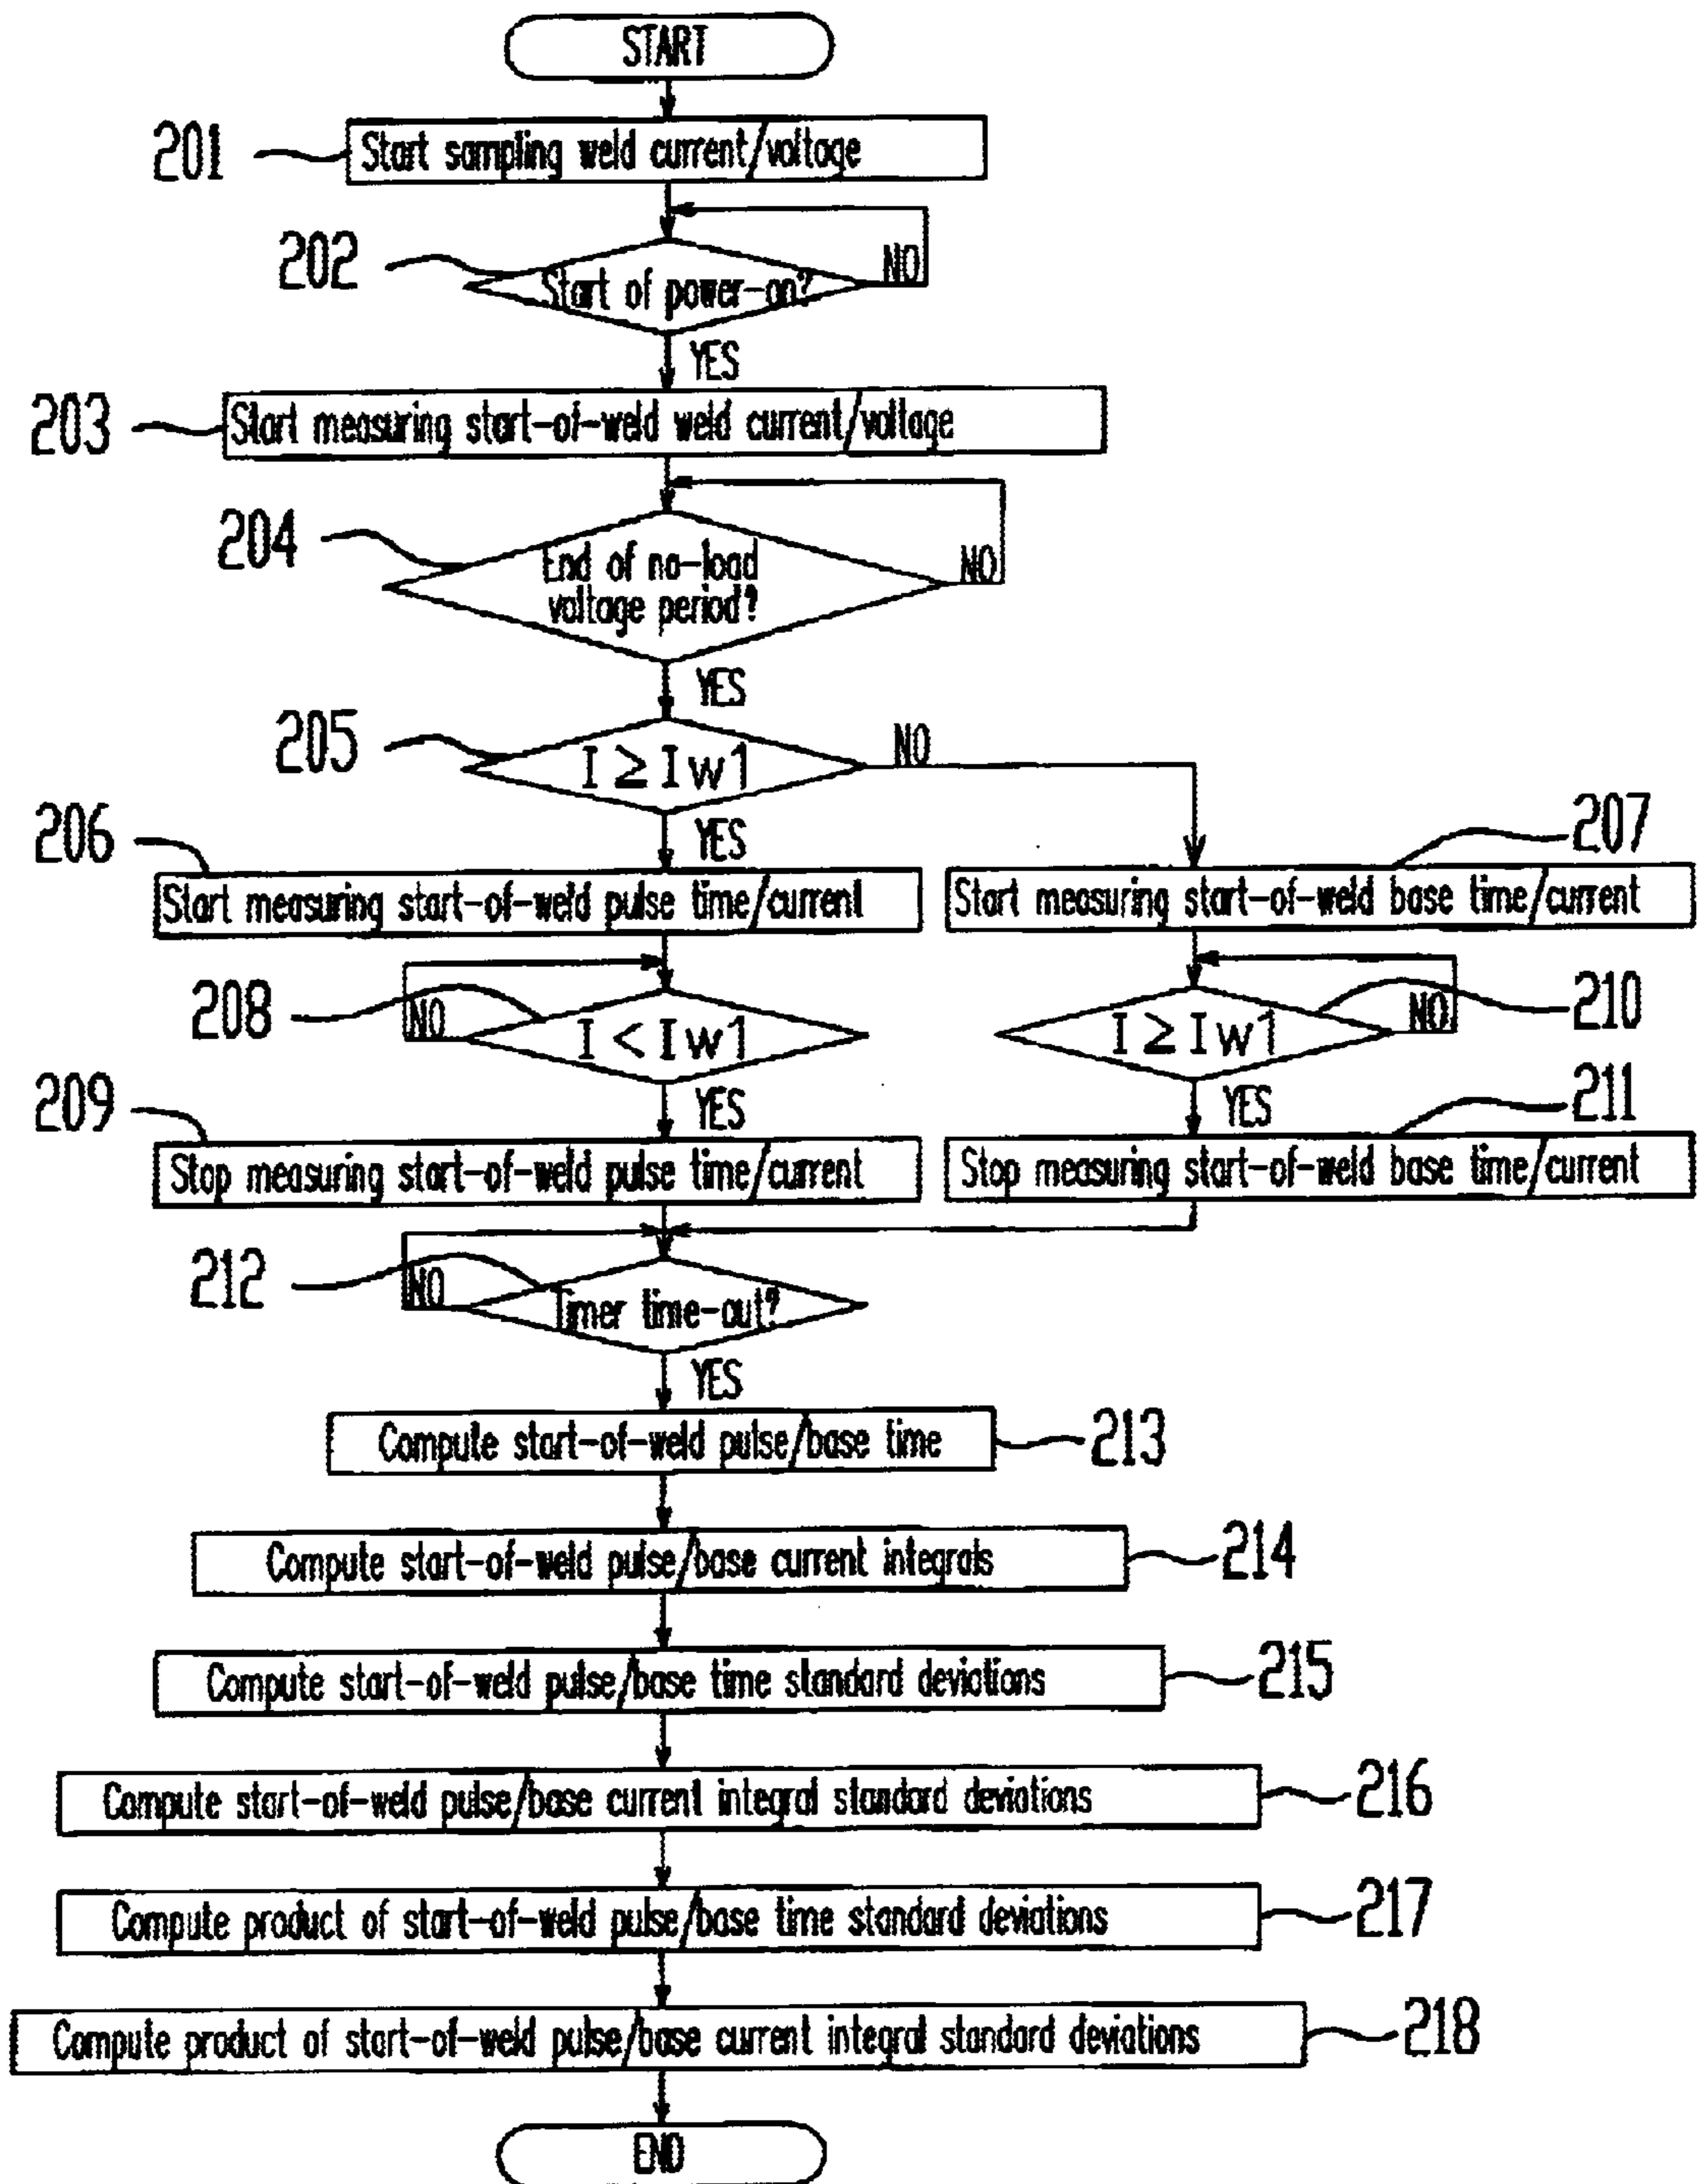 START
201
Start sampling weld current/voltage
202
Start of power-on?
NO
YES
203
Start measuring start-of-weld weld current/voltage
204
End of no-load
voltage period?
NO
YES
205
I ≥ Iw1
NO
YES
206
207
Start measuring start-of-weld pulse time/current
Start measuring start-of-weld base time/current
208
NO
I < Iw1
I ≥ Iw1
NO
210
YES
YES
209
211
Stop measuring start-of-weld pulse time/current
Stop measuring start-of-weld base time/current
212
NO
Timer time-out?
YES
Compute start-of-weld pulse/base time
213
Compute start-of-weld pulse/base current integrals
214
Compute start-of-weld pulse/base time standard deviations
215
Compute start-of-weld pulse/base current integral standard deviations
216
Compute product of start-of-weld pulse/base time standard deviations
217
Compute product of start-of-weld pulse/base current integral standard deviations
218
END